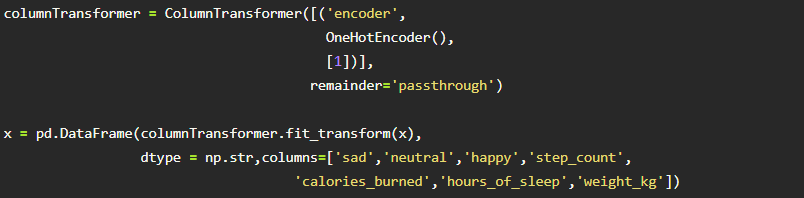 columnTransformer = ColumnTransformer([('encoder',
OneHotEncoder(),
[1])],
remainder='passthrough')
x = pd.DataFrame(columnTransformer.fit_transform(x),
dtype = np.str,columns=['sad','neutral','happy','step_count',
'calories_burned','hours_of_sleep','weight_kg'])